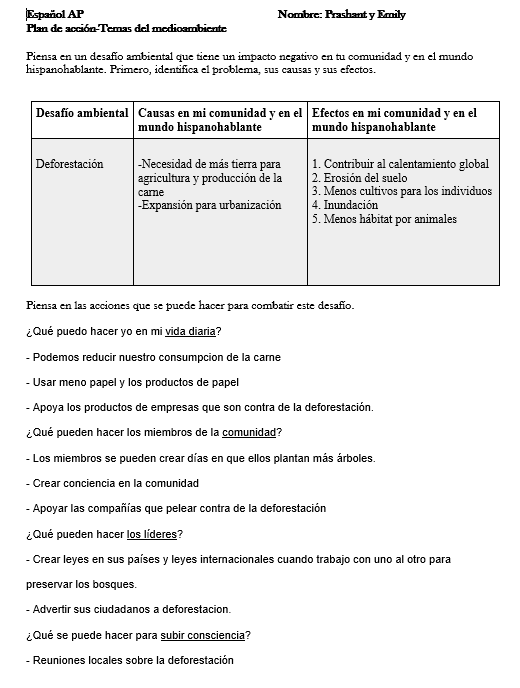 Español AP Nombre: Prashant y Emily
Plan de acción-Temas del medioambiente
Piensa en un desafío ambiental que tiene un impacto negativo en tu comunidad y en el mundo
hispanohablante. Primero, identifica el problema, sus causas y sus efectos.
Desafío ambiental
Causas en mi comunidad y en el
mundo hispanohablante
Efectos en mi comunidad y en el
mundo hispanohablante
Deforestación
-Necesidad de más tierra para
agricultura y producción de la
carne
-Expansión para urbanización
1. Contribuir al calentamiento global
2. Erosión del suelo
3. Menos cultivos para los individuos
4. Inundación
5. Menos hábitat por animales
Piensa en las acciones que se puede hacer para combatir este desafío.
¿Qué puedo hacer yo en mi vida diaria?
- Podemos reducir nuestro consumpcion de la carne
- Usar meno papel y los productos de papel
- Apoya los productos de empresas que son contra de la deforestación.
¿Qué pueden hacer los miembros de la comunidad?
- Los miembros se pueden crear días en que ellos plantan más árboles.
- Crear conciencia en la comunidad
- Apoyar las compañías que pelear contra de la deforestación
¿Qué pueden hacer los líderes?
- Crear leyes en sus países y leyes internacionales cuando trabajo con uno al otro para
preservar los bosques.
- Advertir sus ciudadanos a deforestacion.
¿Qué se puede hacer para subir consciencia?
- Reuniones locales sobre la deforestación